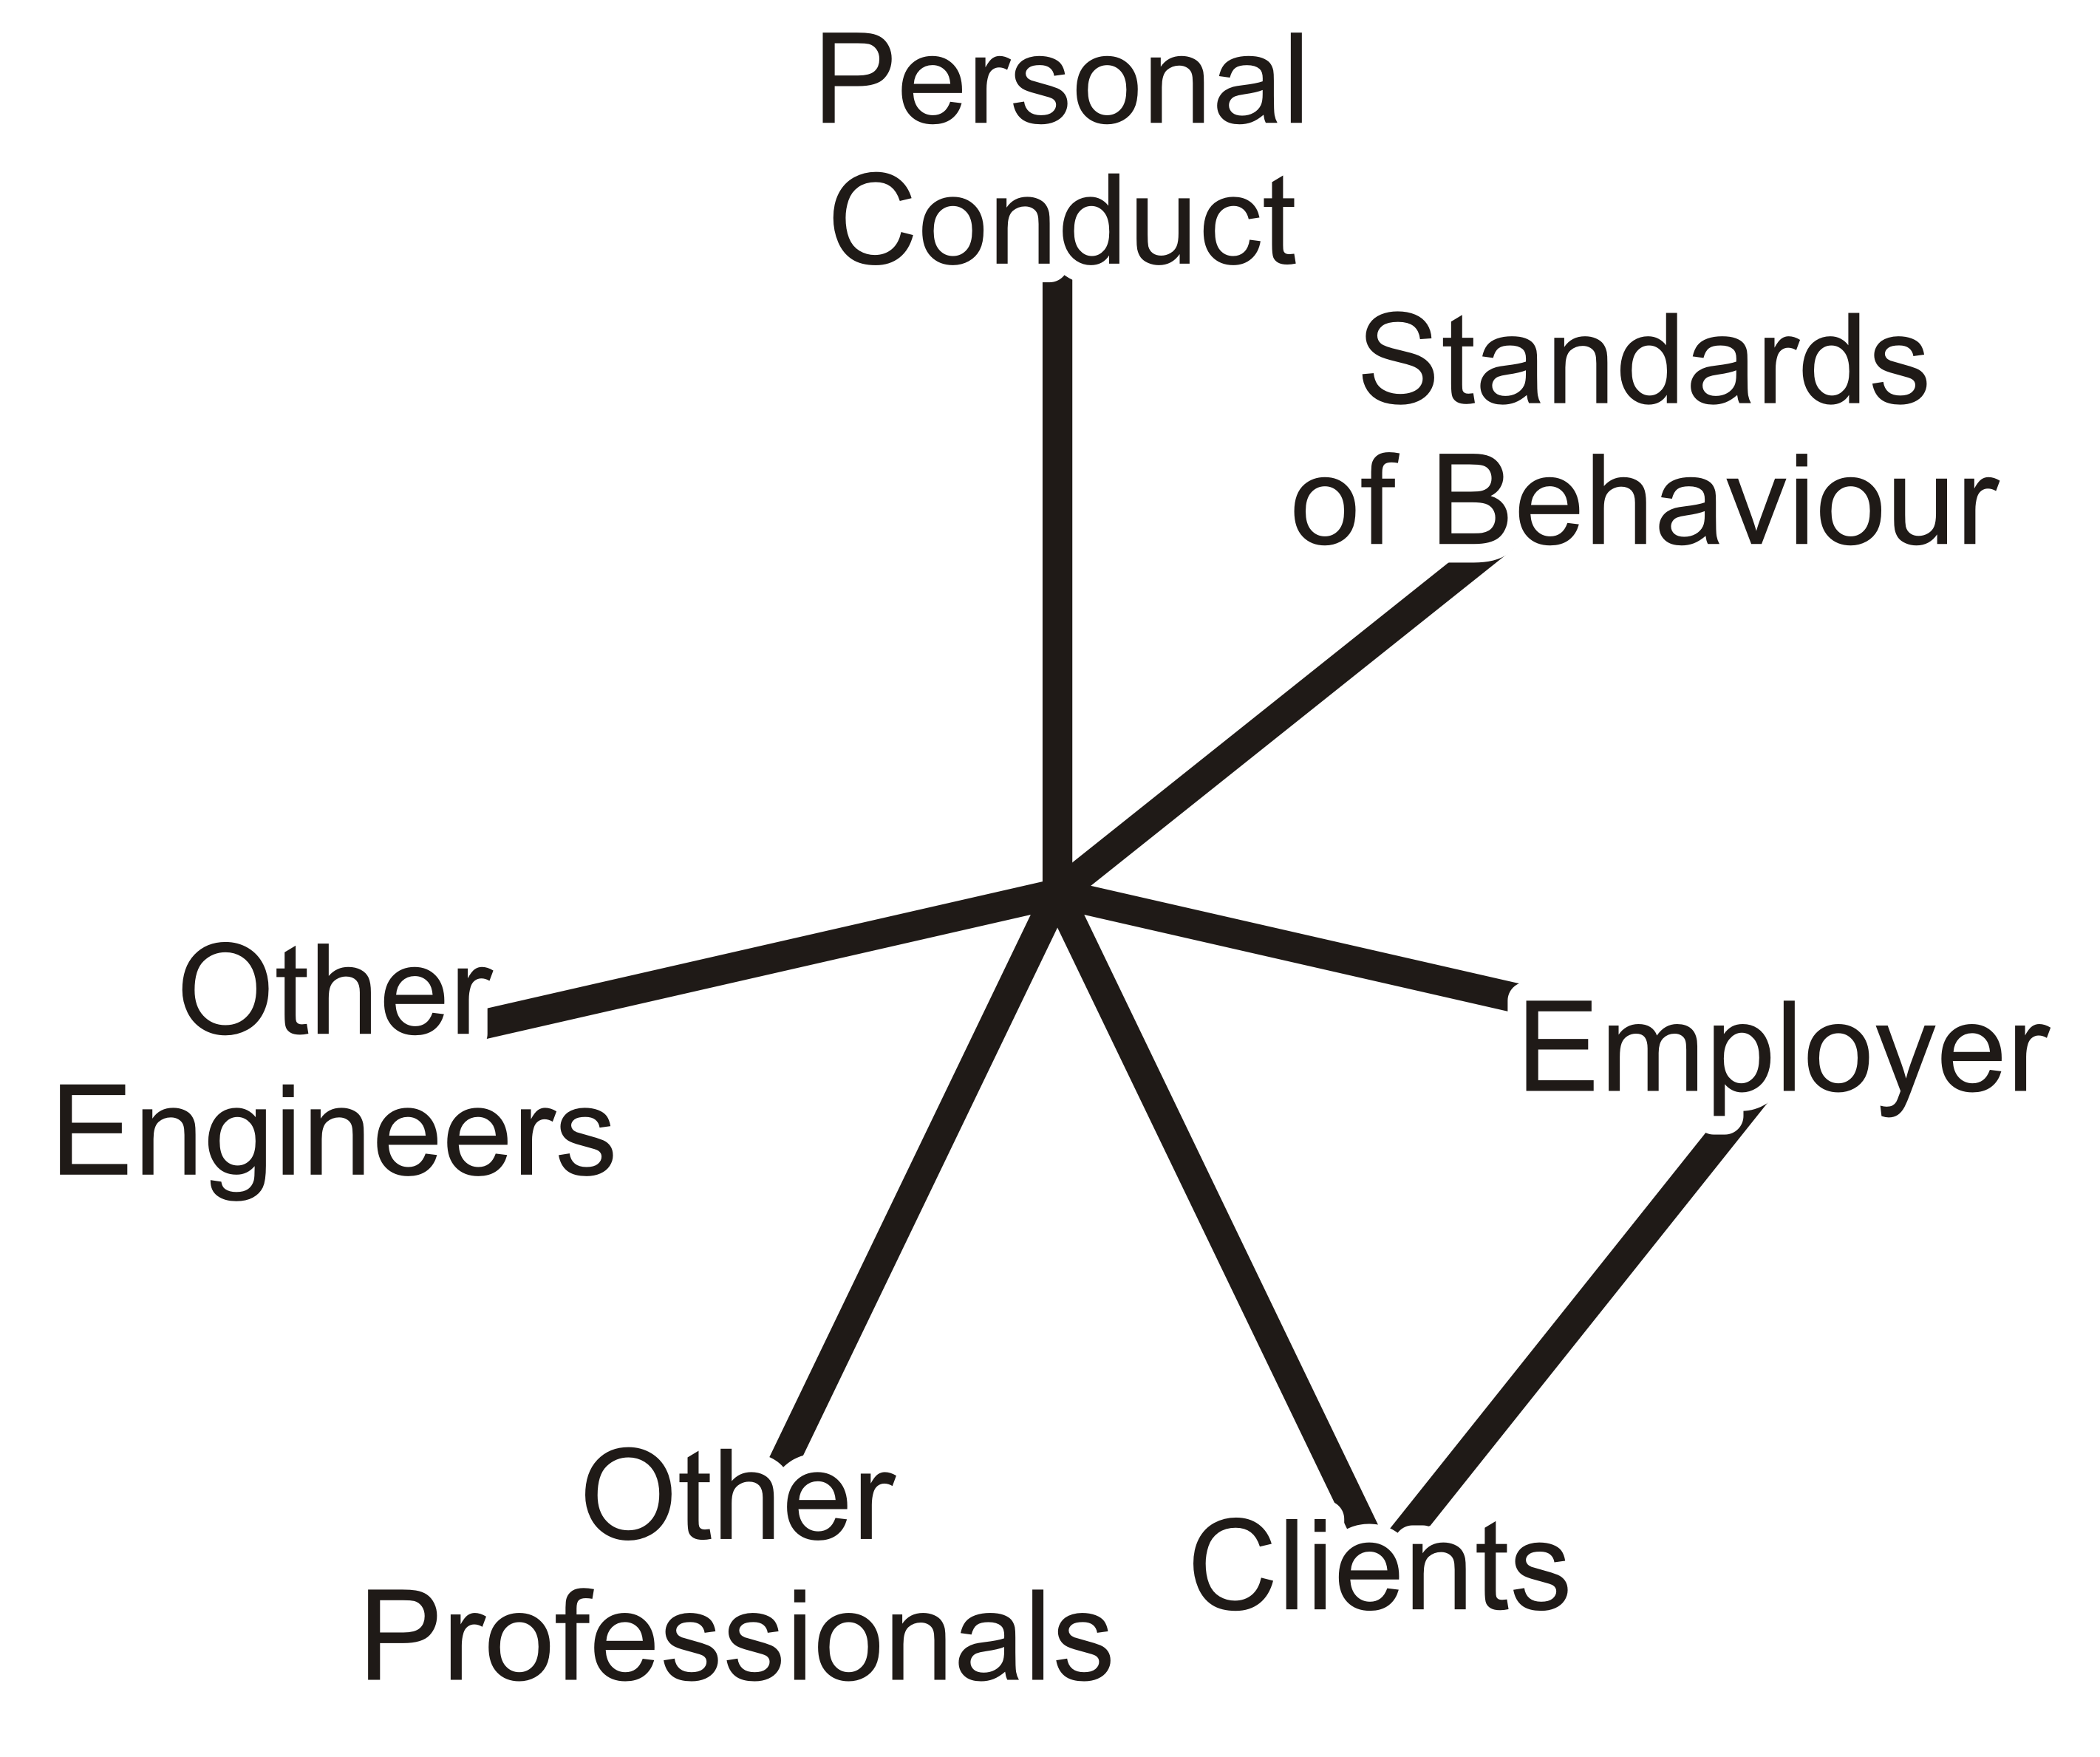 Personal
Conduct
Standards
of Behaviour
Other
Engineers
Employer
Other
Professionals
Clients